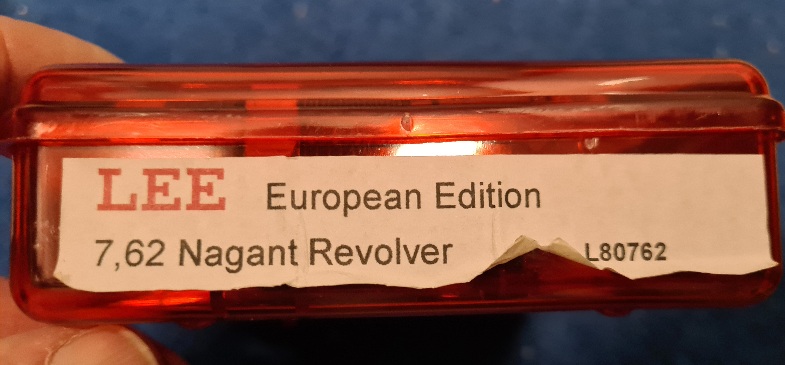 LEE European Edition
7,62 Nagant Revolver L80762